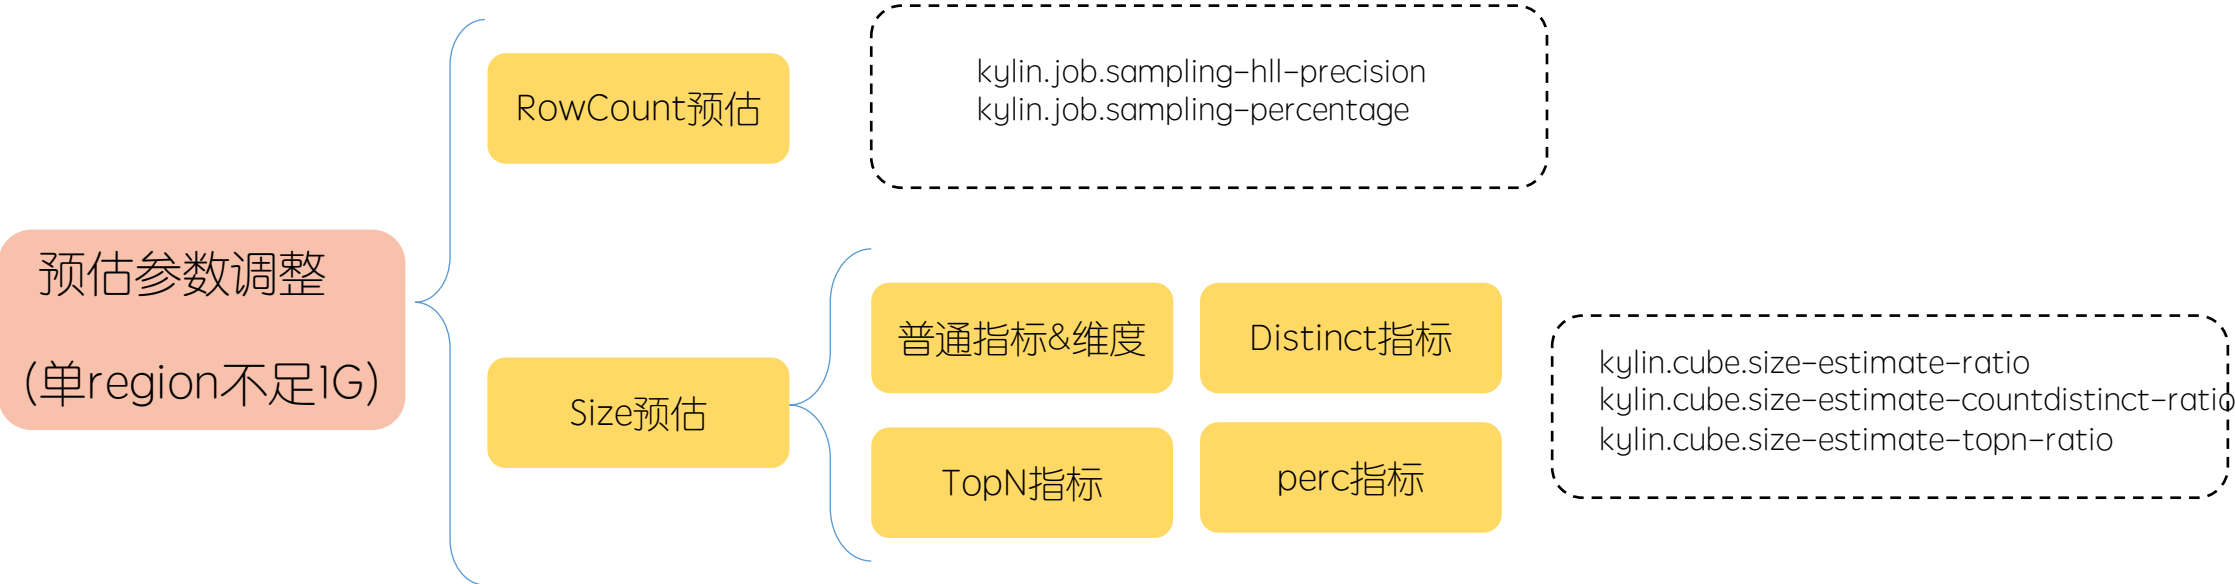 预估参数调整
(单region不足1G)
RowCount预估
kylin.job.sampling-hll-precision
kylin.job.sampling-percentage
Size预估
普通指标&维度
Distinct指标
TopN指标
perc指标
kylin.cube.size-estimate-ratio
kylin.cube.size-estimate-countdistinct-ratio
kylin.cube.size-estimate-topn-ratio